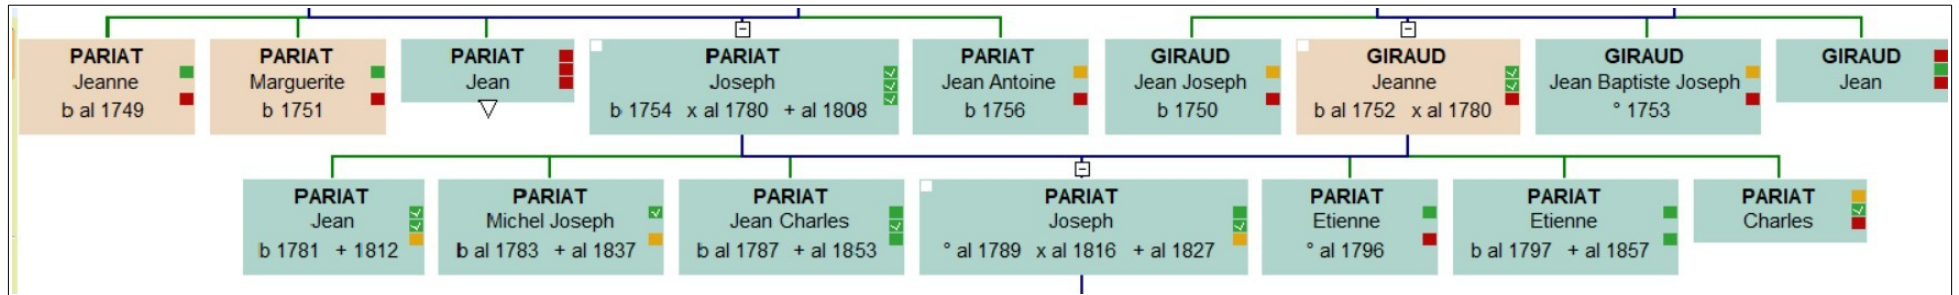 PARIAT
Jeanne
b al 1749
PARIAT
Marguerite
b 1751
PARIAT
Jean
PARIAT
Joseph
b 1754 x al 1780 + al 1808
PARIAT
Jean Antoine
b 1756
GIRAUD
Jean Joseph
b 1750
GIRAUD
Jeanne
b al 1752 x al 1780
GIRAUD
Jean Baptiste Joseph
° 1753
GIRAUD
Jean
PARIAT
Jean
b 1781 + 1812
PARIAT
Michel Joseph
b al 1783 + al 1837
PARIAT
Jean Charles
b al 1787 + al 1853
PARIAT
Joseph
° al 1789 x al 1816 + al 1827
PARIAT
Etienne
° al 1796
PARIAT
Etienne
b al 1797 + al 1857
PARIAT
Charles